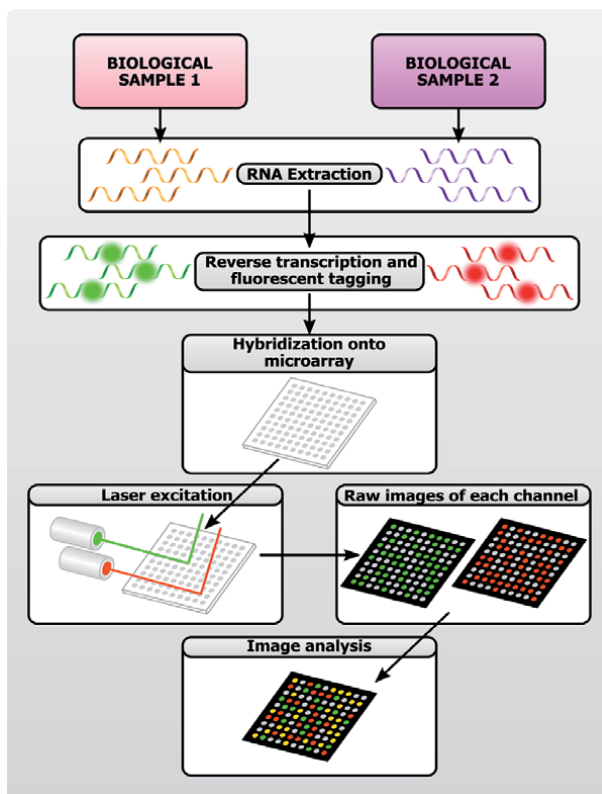 BIOLOGICAL
SAMPLE 1
BIOLOGICAL
SAMPLE 2
RNA Extraction
Reverse transcription and
fluorescent tagging
Hybridization onto
microarray
Laser excitation
Raw images of each channel
Image analysis